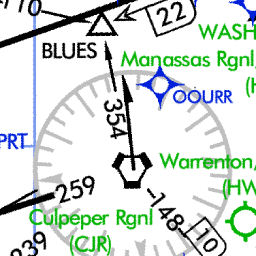 110
22
WASH
BLUES
Manassas Rgnl/
(H
OOURR
354
PRT
Warrenton,
(HW
259
-148-
Culpeper Rgnl
(CJR)
10
239